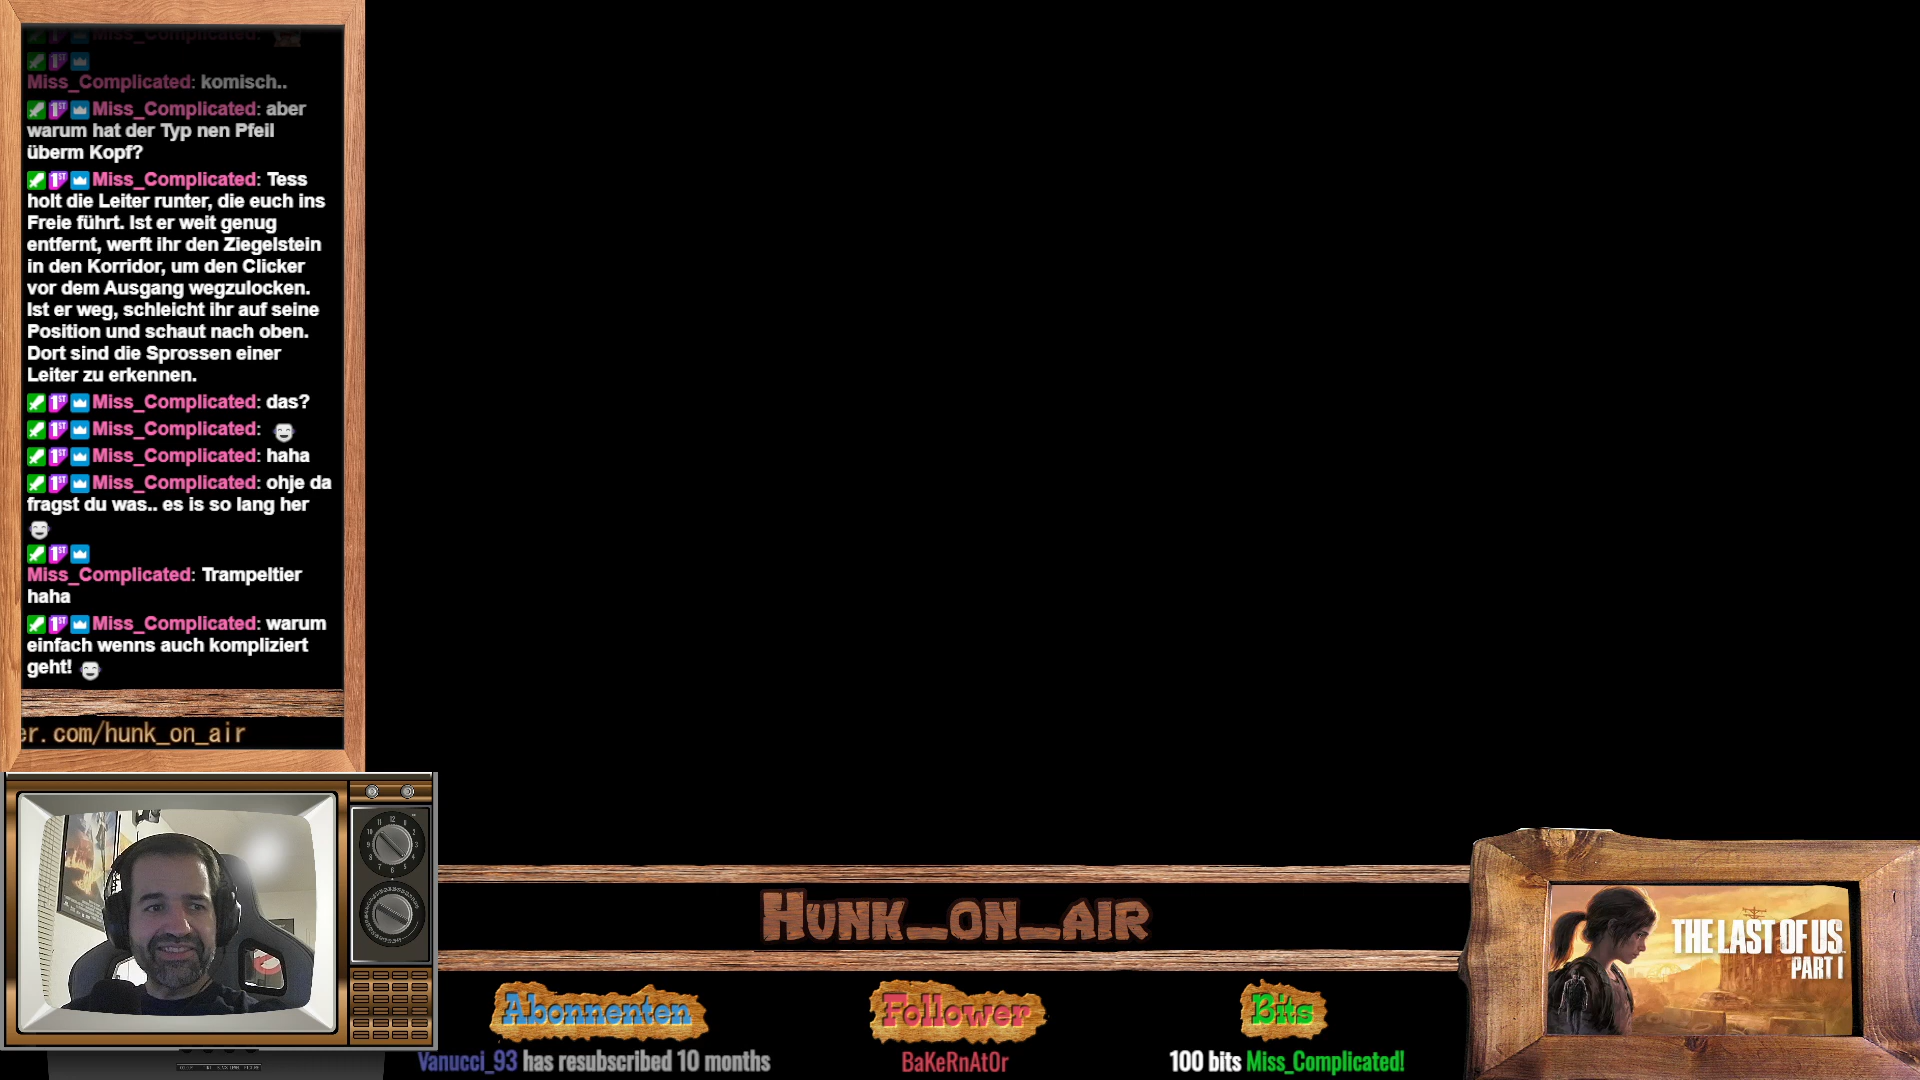 Miss_Complicated:
Miss_Complicated: komisch..
Miss_Complicated: aber
warum hat der Typ nen Pfeil
überm Kopf?
Miss_Complicated: Tess
holt die Leiter runter, die euch ins
Freie führt. Ist er weit genug
entfernt, werft ihr den Ziegelstein
in den Korridor, um den Clicker
vor dem Ausgang wegzulocken.
Ist er weg, schleicht ihr auf seine
Position und schaut nach oben.
Dort sind die Sprossen einer
Leiter zu erkennen.
Miss_Complicated: das?
Miss_Complicated:
Miss_Complicated: haha
Miss_Complicated: ohje da
fragst du was.. es is so lang her
Miss_Complicated: Trampeltier
haha
Miss_Complicated: warum
einfach wenns auch kompliziert
geht!
er.com/hunk_on_air
Hunk_on_air
THE LAST OF US
PART I
Abonnenten
Follower
Bits
Vanucci_93 has resubscribed 10 months
BaKeRnAtOr
100 bits Miss_Complicated!